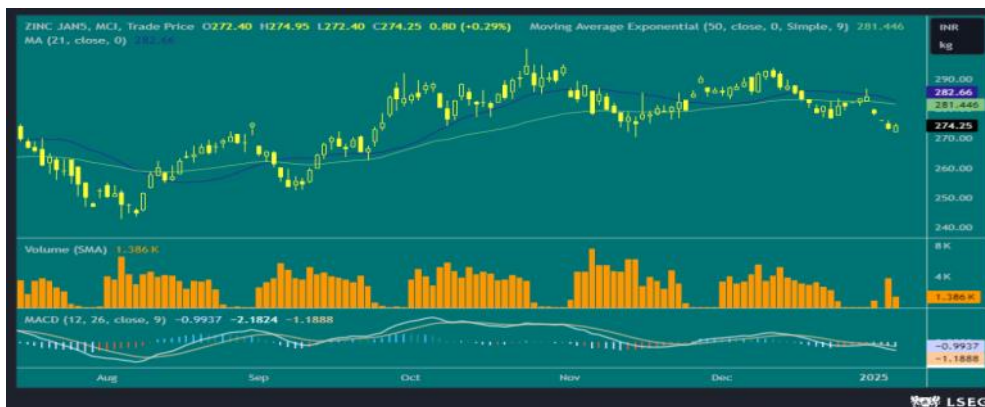 ZINC JAN5, MCI, Trade Price O272.40 H274.95 L272.40 C274.25 0.80 (+0.29%) Moving Average Exponential (50, close, 0, Simple, 9) 281.446
MA (21, close, 0) 282.66
INR
kg
290.00
282.66
281.446
274.25
270.00
260.00
250.00
240.00
Volume (SMA) 1.386 K
8 K
4 K
1.386 K
MACD (12, 26, close, 9) −0.9937 −2.1824 −1.1888
−0.9937
−1.1888
Aug Sep Oct Nov Dec 2025
LSEG